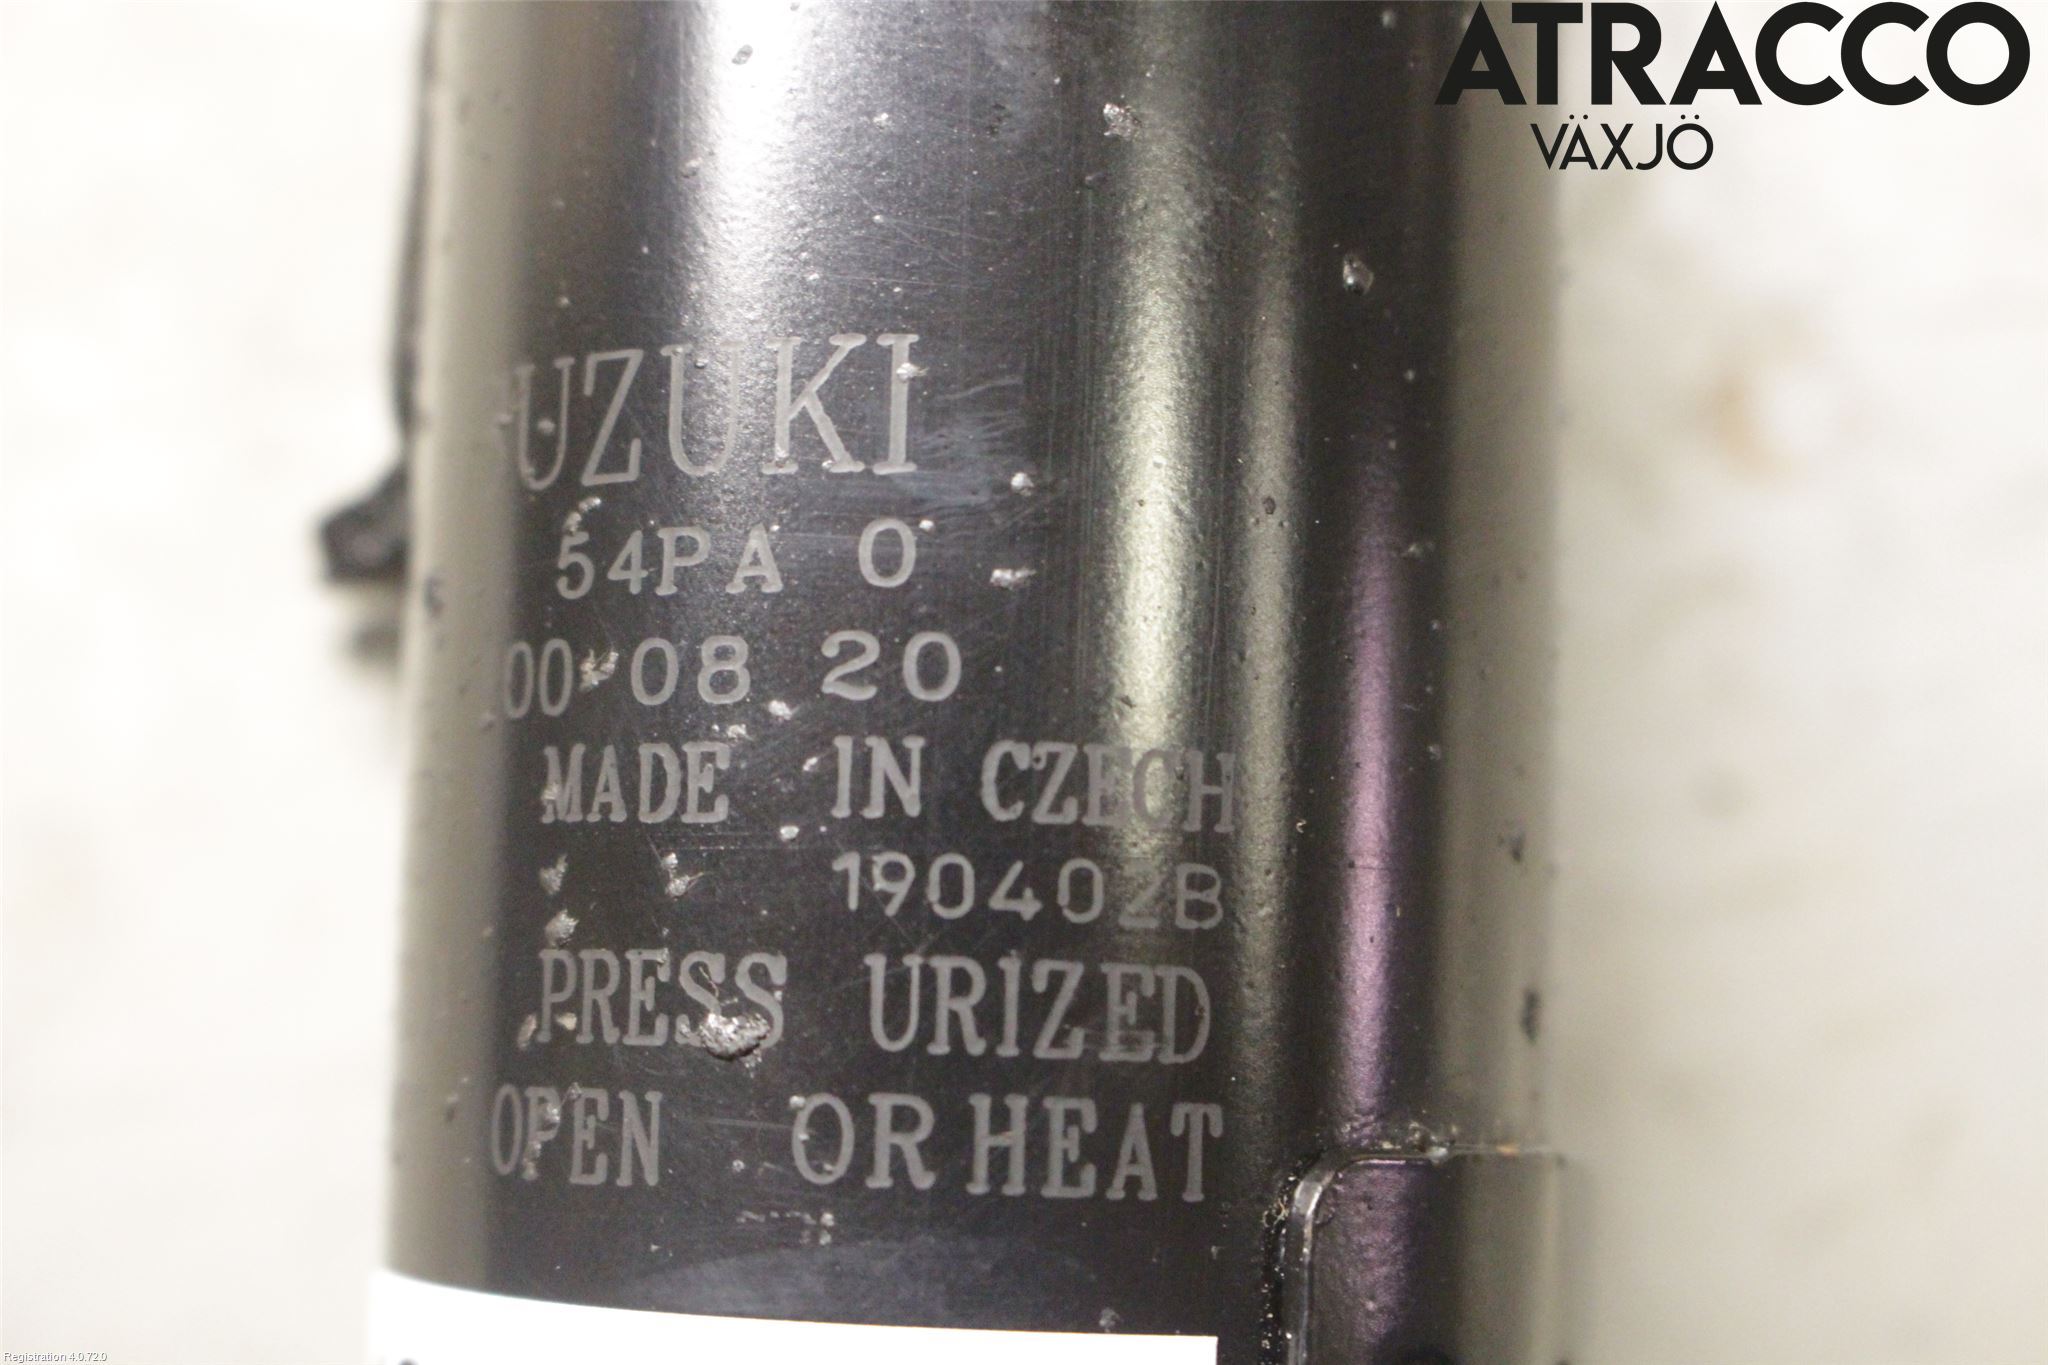 ATRACCO
VÄXJÖ
UZUKI
54PA 0
00 08 20
MADE IN CZECH
190402B
PRESS URIZED
OPEN OR HEAT
Registration 4.0.72.0